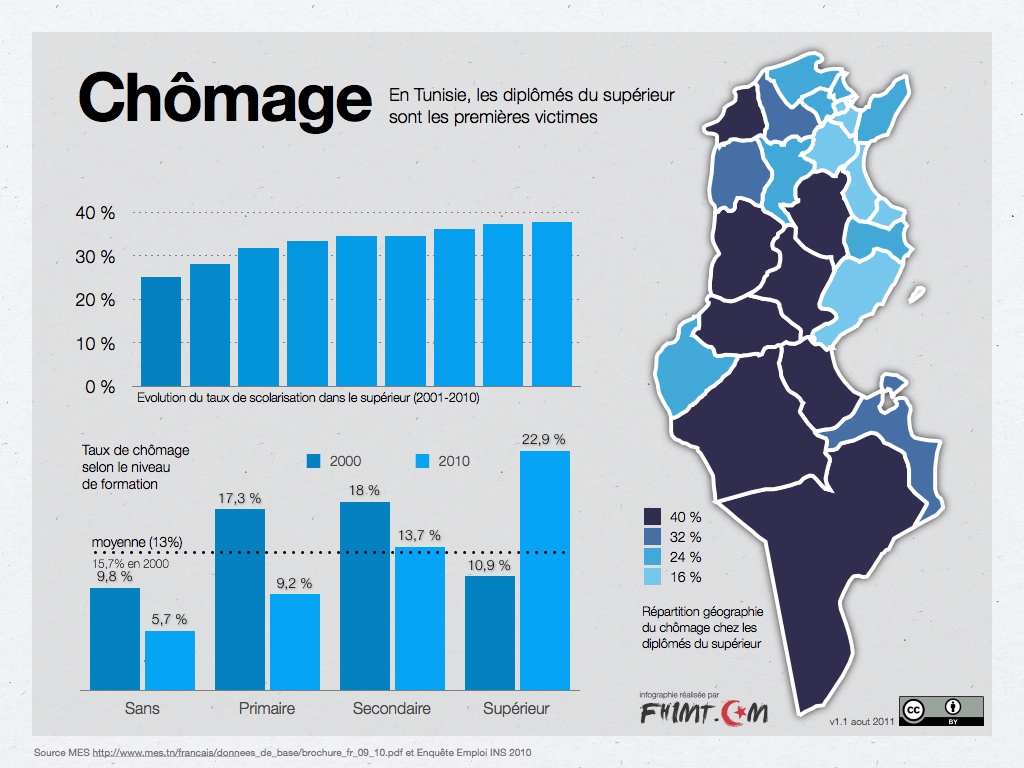 Chômage
En Tunisie, les diplômés du supérieur
sont les premières victimes
40 %
30 %
20 %
10 %
0 %
Evolution du taux de scolarisation dans le supérieur (2001-2010)
Taux de chômage
selon le niveau
de formation
2000
2010
22,9 %
17,3 %
18 %
13,7 %
moyenne (13%)
15,7% en 2000
9,8 %
5,7 %
9,2 %
10,9 %
Sans
Primaire
Secondaire
Supérieur
40 %
32 %
24 %
16 %
Répartition géographie
du chômage chez les
diplômés du supérieur
infographie réalisée par
FHIMT.COM
v1.1 aout 2011
cc
BY
Source MES http://www.mes.tn/francais/donnees_de_base/brochure_fr_09_10.pdf et Enquête Emploi INS 2010